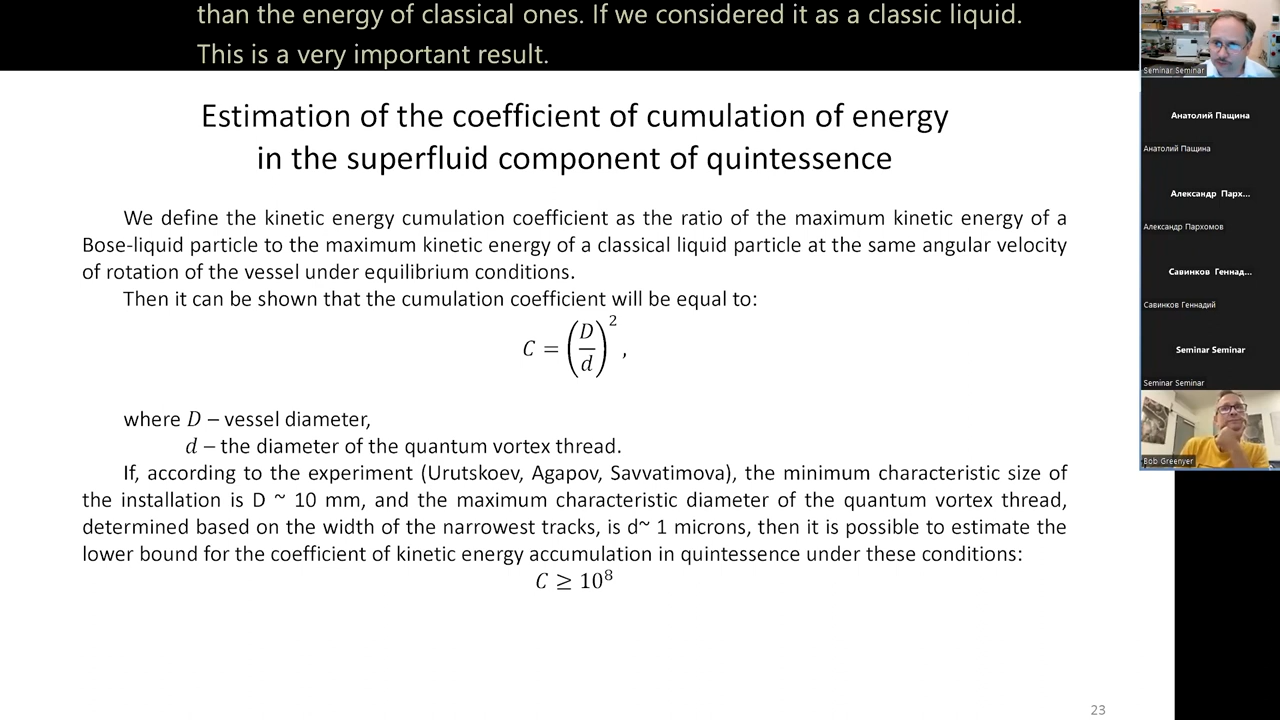 than the energy of classical ones. If we considered it as a classic liquid.
This is a very important result.
Estimation of the coefficient of cumulation of energy
in the superfluid component of quintessence
We define the kinetic energy cumulation coefficient as the ratio of the maximum kinetic energy of a
Bose-liquid particle to the maximum kinetic energy of a classical liquid particle at the same angular velocity
of rotation of the vessel under equilibrium conditions.
Then it can be shown that the cumulation coefficient will be equal to:
C = (D/d)²,
where D – vessel diameter,
d – the diameter of the quantum vortex thread.
If, according to the experiment (Urutskoev, Agapov, Savvatimova), the minimum characteristic size of
the installation is D ~ 10 mm, and the maximum characteristic diameter of the quantum vortex thread,
determined based on the width of the narrowest tracks, is d~ 1 microns, then it is possible to estimate the
lower bound for the coefficient of kinetic energy accumulation in quintessence under these conditions:
C ≥ 10⁸
23
Seminar Seminar
Анатолий Пащина
Анатолий Пащина
Александр Парх...
Александр Пархомов
Савинков Геннад...
Савинков Геннадий
Seminar Seminar
Seminar Seminar
Bob Greenyer